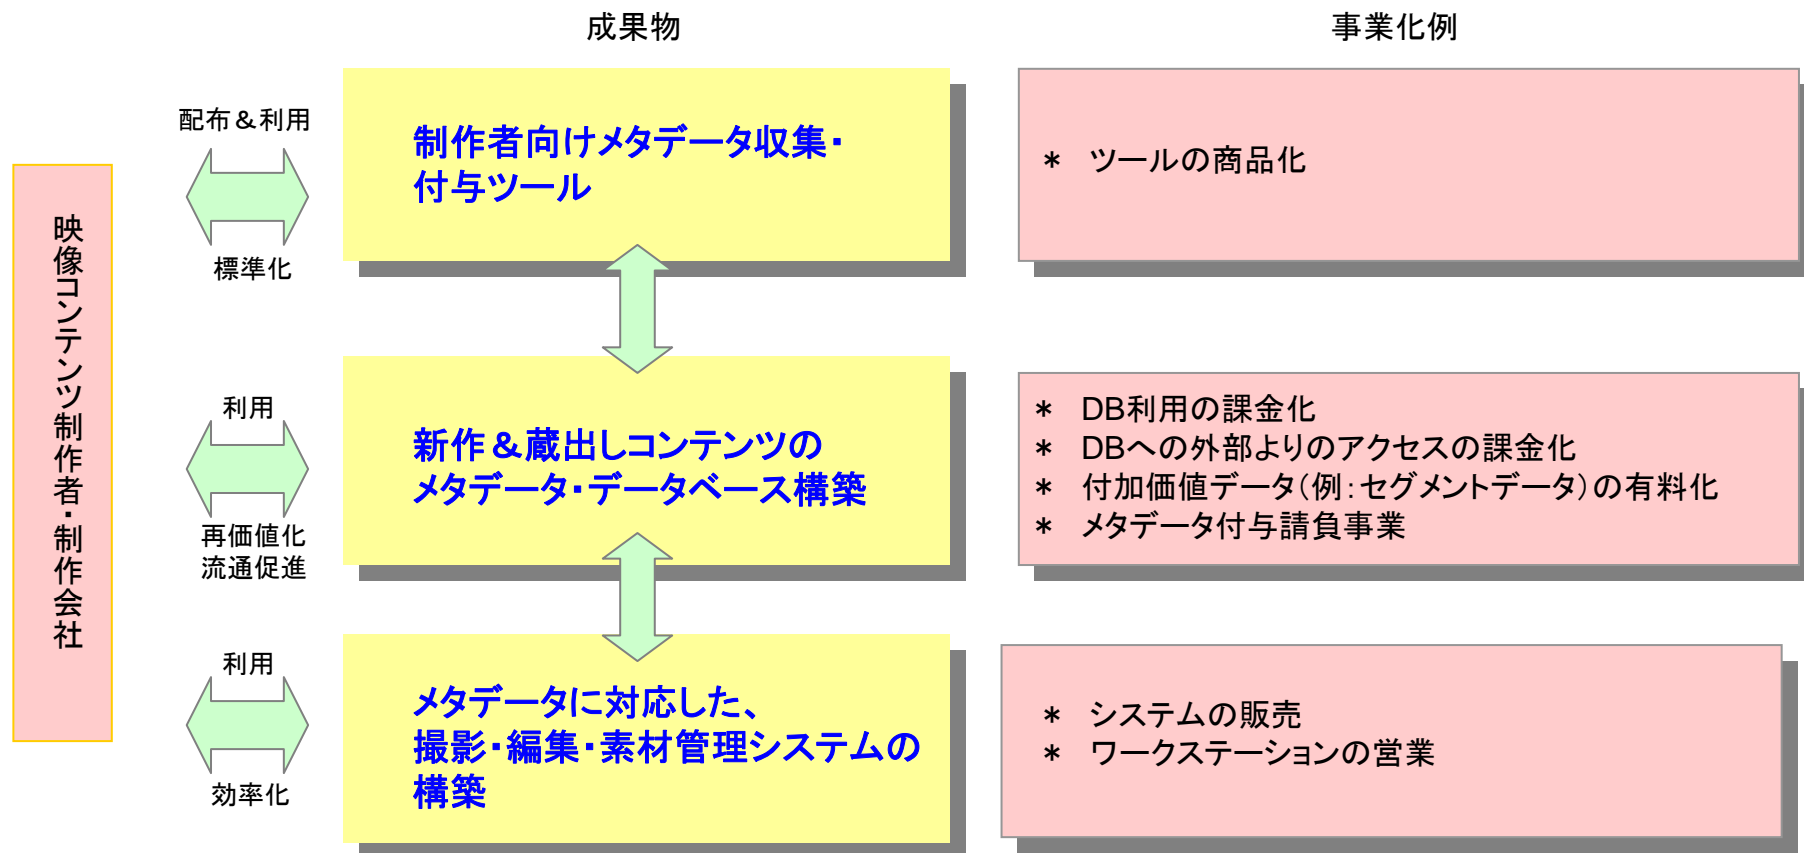 成果物
事業化例
映像コンテンツ制作者・制作会社
配布＆利用
標準化
制作者向けメタデータ収集・
付与ツール
＊ ツールの商品化
利用
再価値化
流通促進
新作＆蔵出しコンテンツの
メタデータ・データベース構築
＊ DB利用の課金化
＊ DBへの外部よりのアクセスの課金化
＊ 付加価値データ（例：セグメントデータ）の有料化
＊ メタデータ付与請負事業
利用
効率化
メタデータに対応した、
撮影・編集・素材管理システムの
構築
＊ システムの販売
＊ ワークステーションの営業